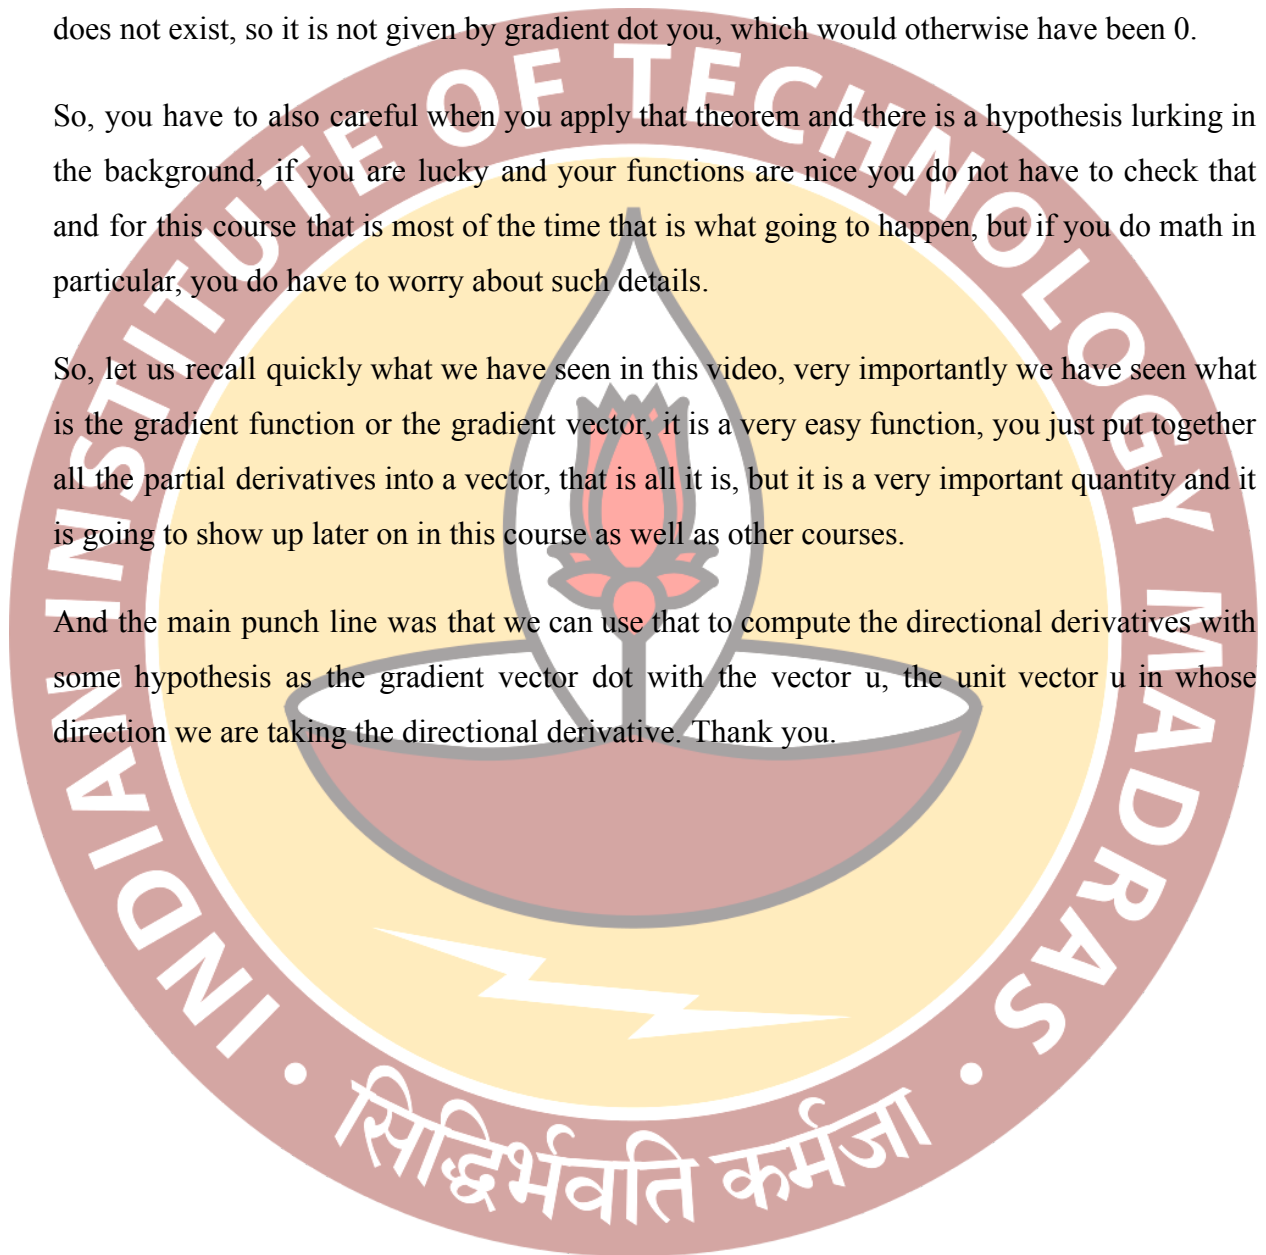 does not exist, so it is not given by gradient dot you, which would otherwise have been 0.
So, you have to also careful when you apply that theorem and there is a hypothesis lurking in
the background, if you are lucky and your functions are nice you do not have to check that
and for this course that is most of the time that is what going to happen, but if you do math in
particular, you do have to worry about such details.
So, let us recall quickly what we have seen in this video, very importantly we have seen what
is the gradient function or the gradient vector, it is a very easy function, you just put together
all the partial derivatives into a vector, that is all it is, but it is a very important quantity and it
is going to show up later on in this course as well as other courses.
And the main punch line was that we can use that to compute the directional derivatives with
some hypothesis as the gradient vector dot with the vector u, the unit vector u in whose
direction we are taking the directional derivative. Thank you.
INDIAN INSTITUTE OF TECHNOLOGY MADRAS
सिद्धिर्भवति कर्मजा